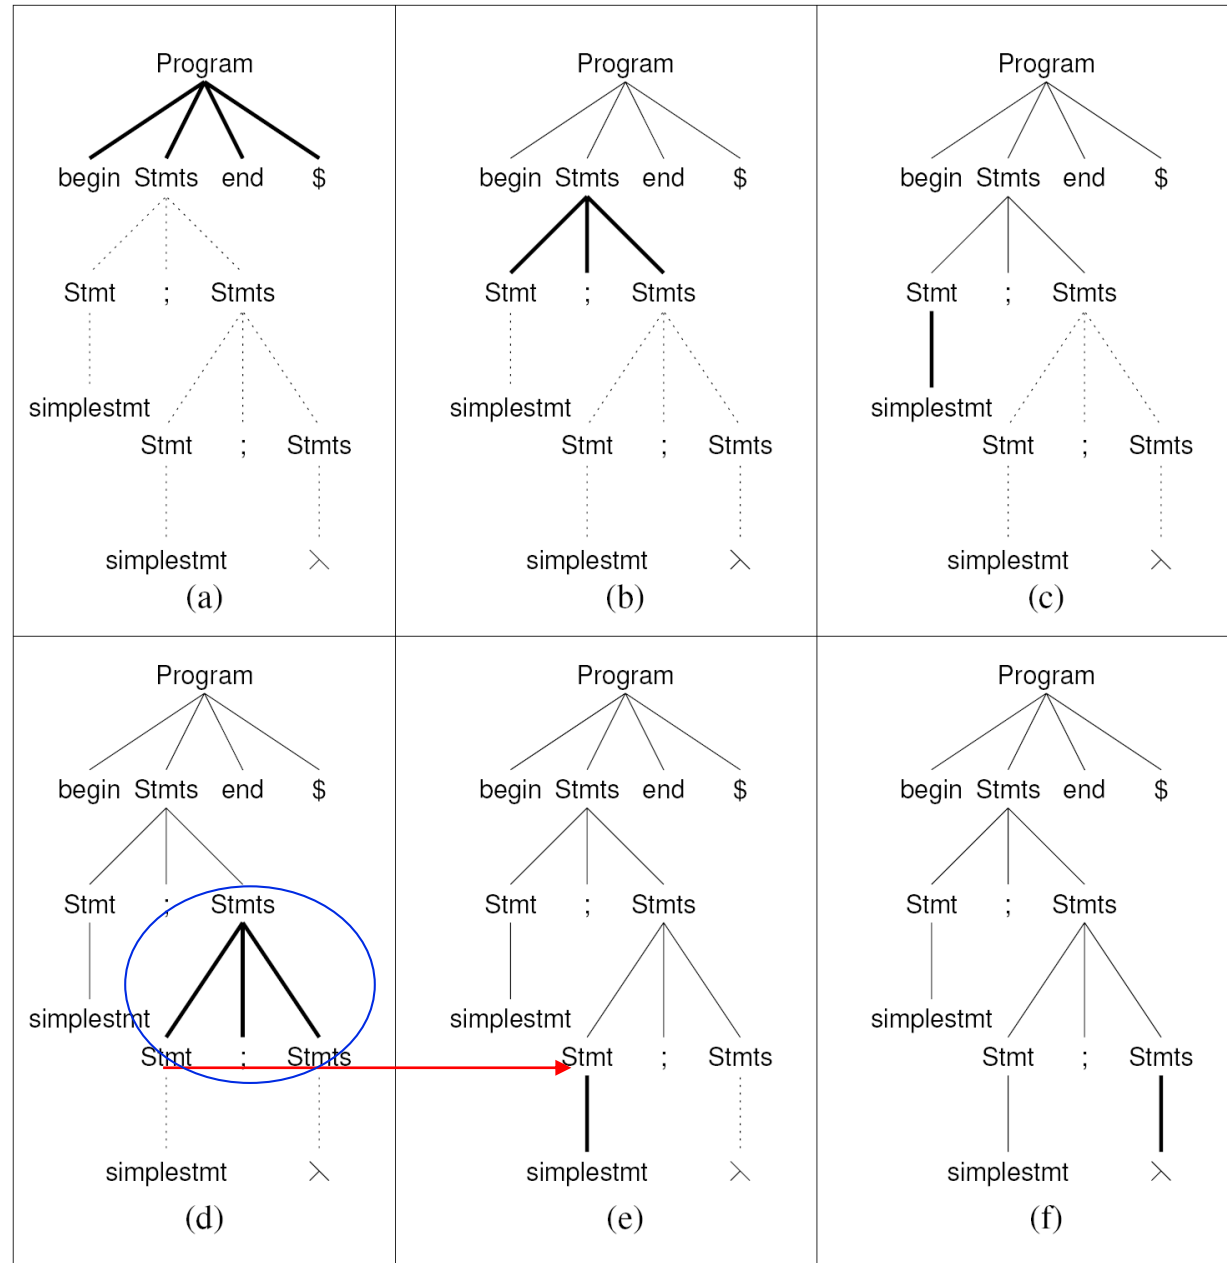 Program
begin Stmts end $
Stmt ; Stmts
simplestmt
Stmt ; Stmts
simplestmt λ
(a)
Program
begin Stmts end $
Stmt ; Stmts
simplestmt
Stmt ; Stmts
simplestmt λ
(b)
Program
begin Stmts end $
Stmt ; Stmts
simplestmt
Stmt ; Stmts
simplestmt λ
(c)
Program
begin Stmts end $
Stmt ; Stmts
simplestmt
Stmt ; Stmts
simplestmt λ
(d)
Program
begin Stmts end $
Stmt ; Stmts
simplestmt
Stmt ; Stmts
simplestmt λ
(e)
Program
begin Stmts end $
Stmt ; Stmts
simplestmt
Stmt ; Stmts
simplestmt λ
(f)